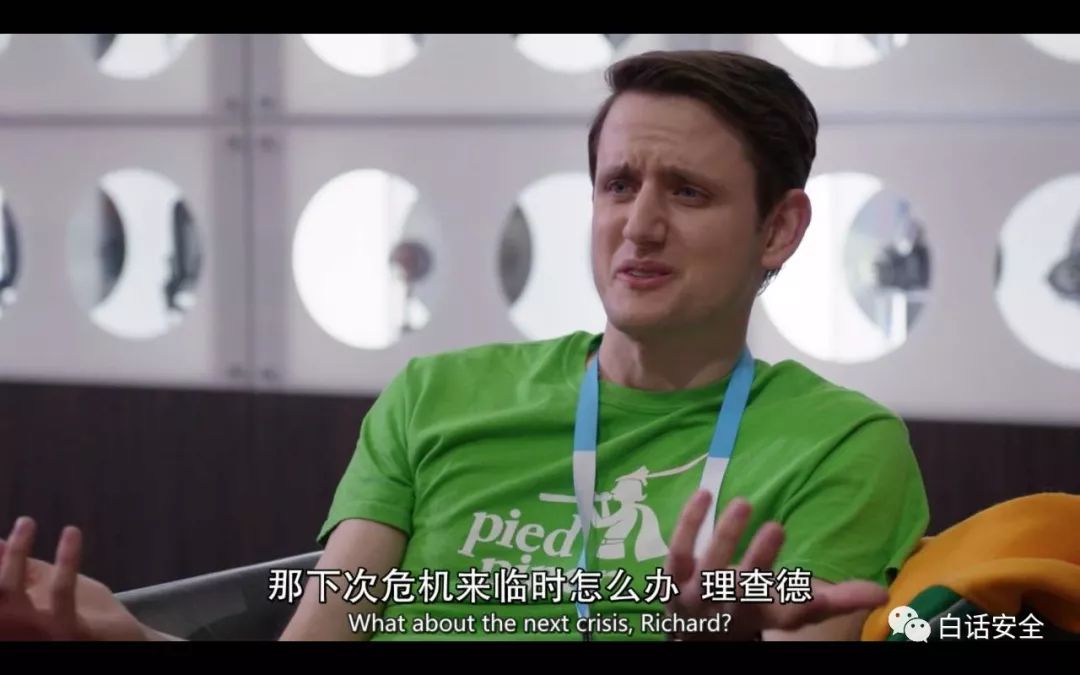 pied
piper
那下次危机来临时怎么办 理查德
What about the next crisis, Richard?
白话安全